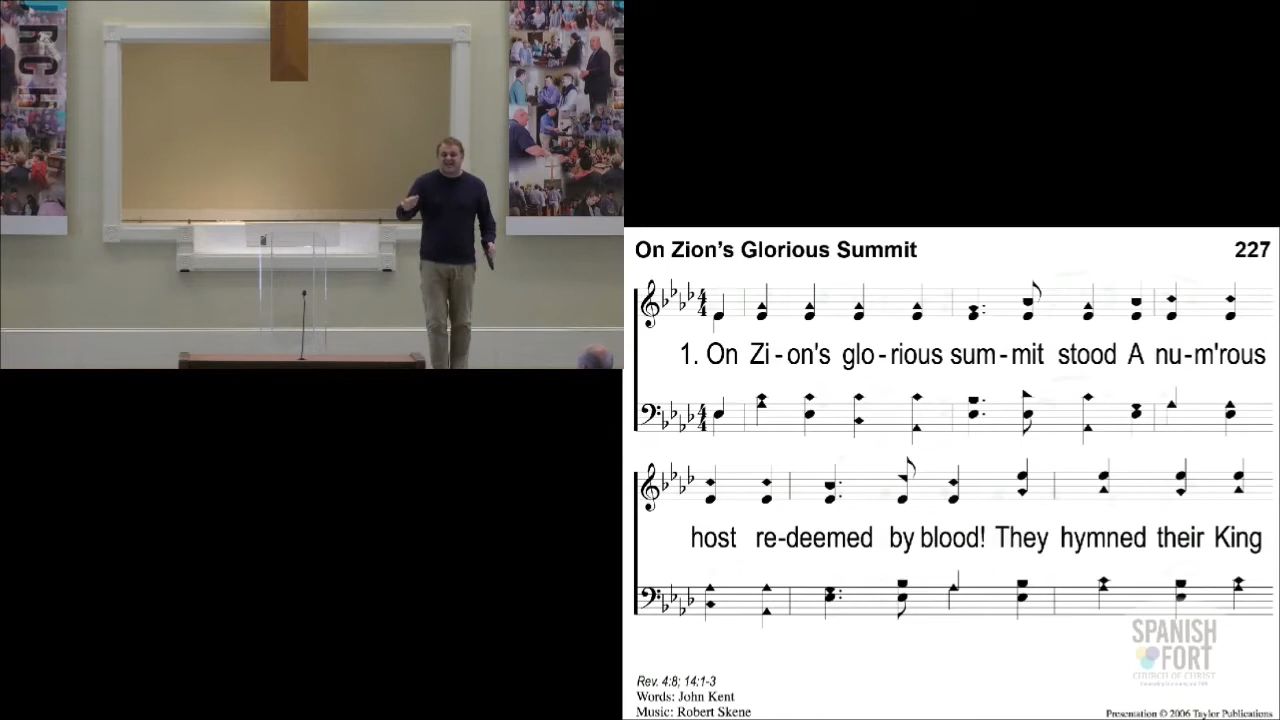 RCH
On Zion's Glorious Summit 227
1. On Zi - on's glo - rious sum - mit stood A nu - m'rous
host re - deemed by blood! They hymned their King
SPANISH
FORT
CHURCH OF CHRIST
Rev. 4:8; 14:1-3
Words: John Kent
Music: Robert Skene
Presentation © 2006 Taylor Publications